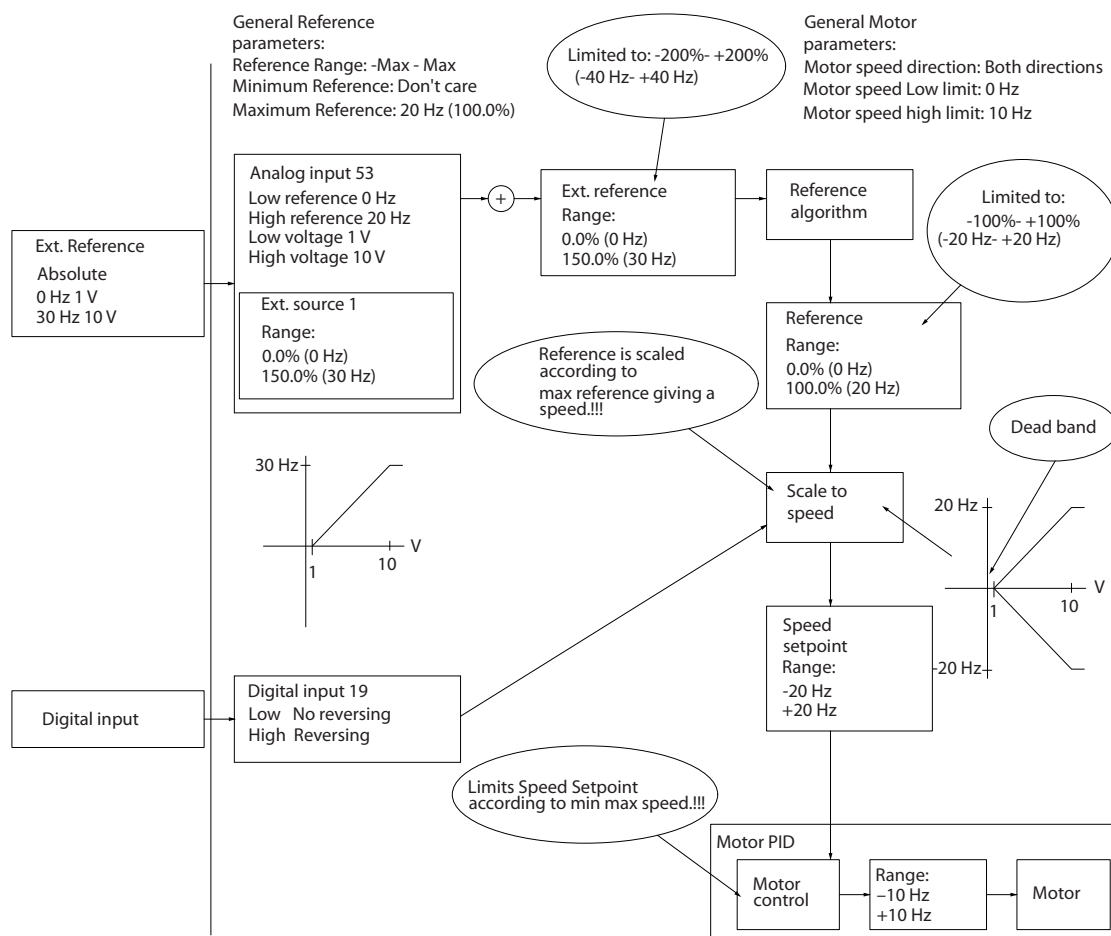 General Reference
parameters:
Reference Range: -Max - Max
Minimum Reference: Don't care
Maximum Reference: 20 Hz (100.0%)
Limited to: -200%- +200%
(-40 Hz- +40 Hz)
General Motor
parameters:
Motor speed direction: Both directions
Motor speed Low limit: 0 Hz
Motor speed high limit: 10 Hz
Ext. Reference
Absolute
0 Hz 1 V
30 Hz 10 V
Analog input 53
Low reference 0 Hz
High reference 20 Hz
Low voltage 1 V
High voltage 10 V
Ext. source 1
Range:
0.0% (0 Hz)
150.0% (30 Hz)
+
Ext. reference
Range:
0.0% (0 Hz)
150.0% (30 Hz)
Reference
algorithm
Limited to:
-100%- +100%
(-20 Hz- +20 Hz)
Reference
Range:
0.0% (0 Hz)
100.0% (20 Hz)
Reference is scaled
according to
max reference giving a
speed.!!!
Dead band
30 Hz
1
10
V
Scale to
speed
20 Hz
1
10
V
-20 Hz
Speed
setpoint
Range:
-20 Hz
+20 Hz
Digital input
Digital input 19
Low No reversing
High Reversing
Limits Speed Setpoint
according to min max speed.!!!
Motor PID
Motor
control
Range:
–10 Hz
+10 Hz
Motor